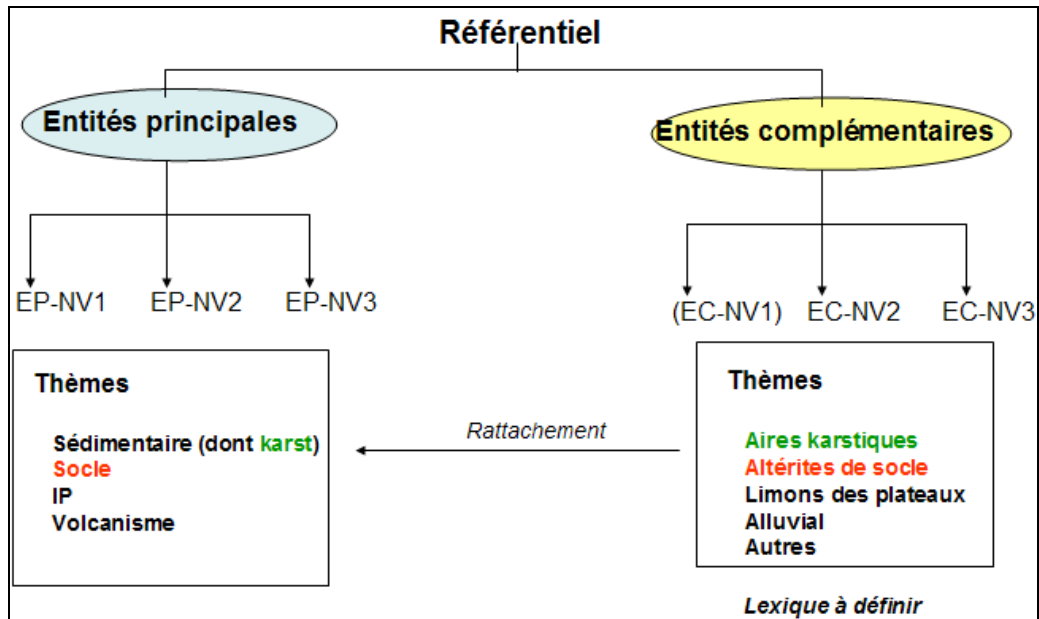 Référentiel
Entités principales
Entités complémentaires
EP-NV1 EP-NV2 EP-NV3
(EC-NV1) EC-NV2 EC-NV3
Thèmes
Sédimentaire (dont karst)
Socle
IP
Volcanisme
Rattachement
Thèmes
Aires karstiques
Altérites de socle
Limons des plateaux
Alluvial
Autres
Lexique à définir